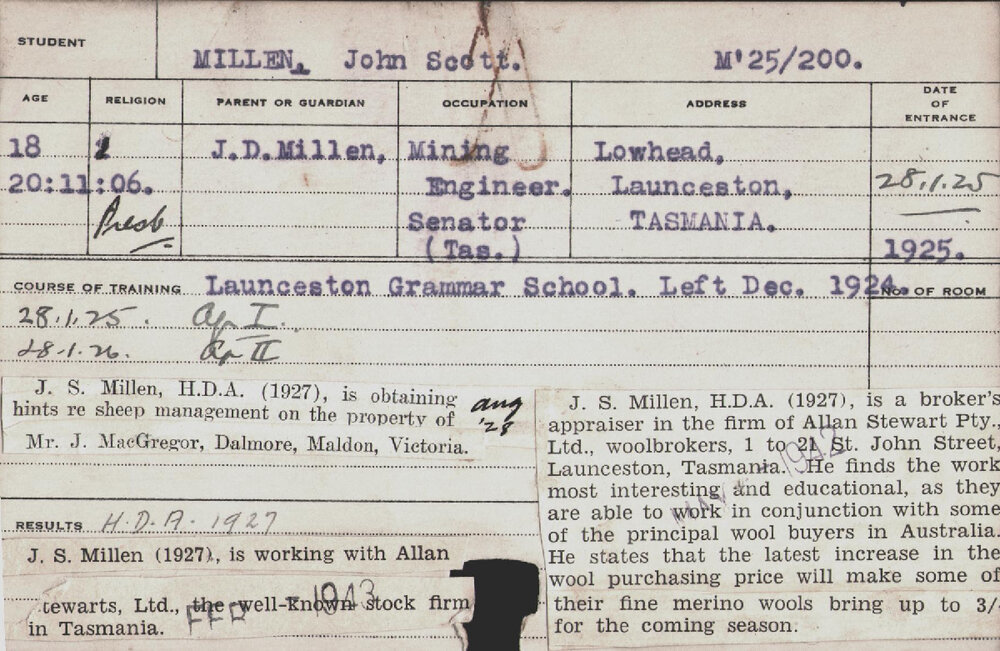 STUDENT
MILLEN, John Scott. M'25/200.
AGE RELIGION PARENT OR GUARDIAN OCCUPATION ADDRESS DATE OF ENTRANCE
18 J.D.Millen, Mining Lowhead,
20:11:06. Engineer. Launceston, 28.1.25
Presb Senator TASMANIA.
(Tas.) 1925.
COURSE OF TRAINING Launceston Grammar School. Left Dec. 1924. NO. OF ROOM
28.1.25. Ap I.
28.1.26. Ap II
J. S. Millen, H.D.A. (1927), is obtaining
hints re sheep management on the property of
Mr. J. MacGregor, Dalmore, Maldon, Victoria.
aug
'28
RESULTS H.D.A. 1927
J. S. Millen (1927), is working with Allan
tewarts, Ltd., the well-known stock firm
in Tasmania.
FEB - 1943
J. S. Millen, H.D.A. (1927), is a broker's
appraiser in the firm of Allan Stewart Pty.,
Ltd., woolbrokers, 1 to 21 St. John Street,
Launceston, Tasmania. He finds the work
most interesting and educational, as they
are able to work in conjunction with some
of the principal wool buyers in Australia.
He states that the latest increase in the
wool purchasing price will make some of
their fine merino wools bring up to 3/-
for the coming season.
MAY - 1942